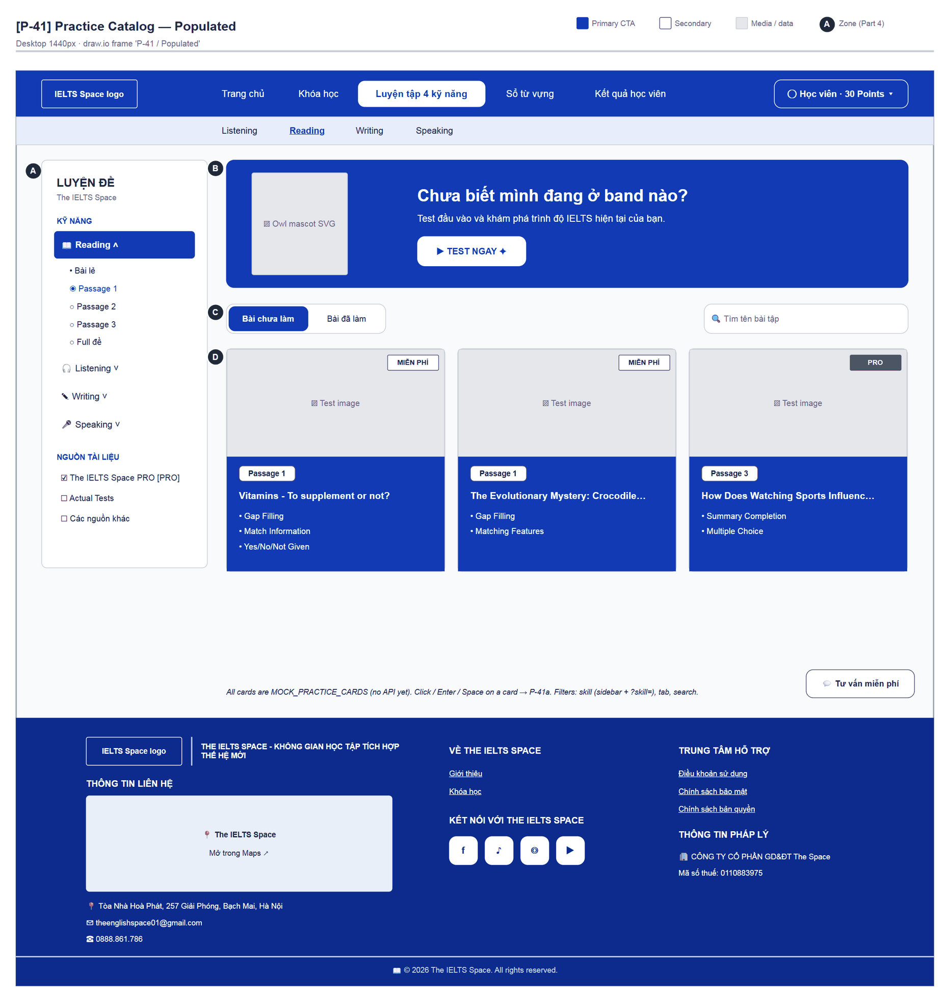 [P-41] Practice Catalog — Populated
Desktop 1440px · draw.io frame 'P-41 / Populated'
Primary CTA
Secondary
Media / data
A
Zone (Part 4)
IELTS Space logo
Trang chủ
Khóa học
Luyện tập 4 kỹ năng
Sổ từ vựng
Kết quả học viên
Học viên · 30 Points ▾
Listening
Reading
Writing
Speaking
A
LUYỆN ĐỀ
The IELTS Space
KỸ NĂNG
📖 Reading ˄
• Bài lẻ
◉ Passage 1
○ Passage 2
○ Passage 3
○ Full đề
🎧 Listening ˅
✎ Writing ˅
🎤 Speaking ˅
NGUỒN TÀI LIỆU
☑ The IELTS Space PRO [PRO]
☐ Actual Tests
☐ Các nguồn khác
B
▨ Owl mascot SVG
Chưa biết mình đang ở band nào?
Test đầu vào và khám phá trình độ IELTS hiện tại của bạn.
▶ TEST NGAY ✦
C
Bài chưa làm
Bài đã làm
🔍 Tìm tên bài tập
D
MIỄN PHÍ
▨ Test image
Passage 1
Vitamins - To supplement or not?
• Gap Filling
• Match Information
• Yes/No/Not Given
MIỄN PHÍ
▨ Test image
Passage 1
The Evolutionary Mystery: Crocodile…
• Gap Filling
• Matching Features
PRO
▨ Test image
Passage 3
How Does Watching Sports Influenc…
• Summary Completion
• Multiple Choice
All cards are MOCK_PRACTICE_CARDS (no API yet). Click / Enter / Space on a card → P-41a. Filters: skill (sidebar + ?skill=), tab, search.
💬 Tư vấn miễn phí
IELTS Space logo
THE IELTS SPACE - KHÔNG GIAN HỌC TẬP TÍCH HỢP
THẾ HỆ MỚI
THÔNG TIN LIÊN HỆ
📍 The IELTS Space
Mở trong Maps ↗
📍 Tòa Nhà Hoà Phát, 257 Giải Phóng, Bạch Mai, Hà Nội
✉ theenglishspace01@gmail.com
☎ 0888.861.786
VỀ THE IELTS SPACE
Giới thiệu
Khóa học
KẾT NỐI VỚI THE IELTS SPACE
f
♪
◎
▶
TRUNG TÂM HỖ TRỢ
Điều khoản sử dụng
Chính sách bảo mật
Chính sách bản quyền
THÔNG TIN PHÁP LÝ
🏢 CÔNG TY CỔ PHẦN GD&ĐT The Space
Mã số thuế: 0110883975
📖 © 2026 The IELTS Space. All rights reserved.